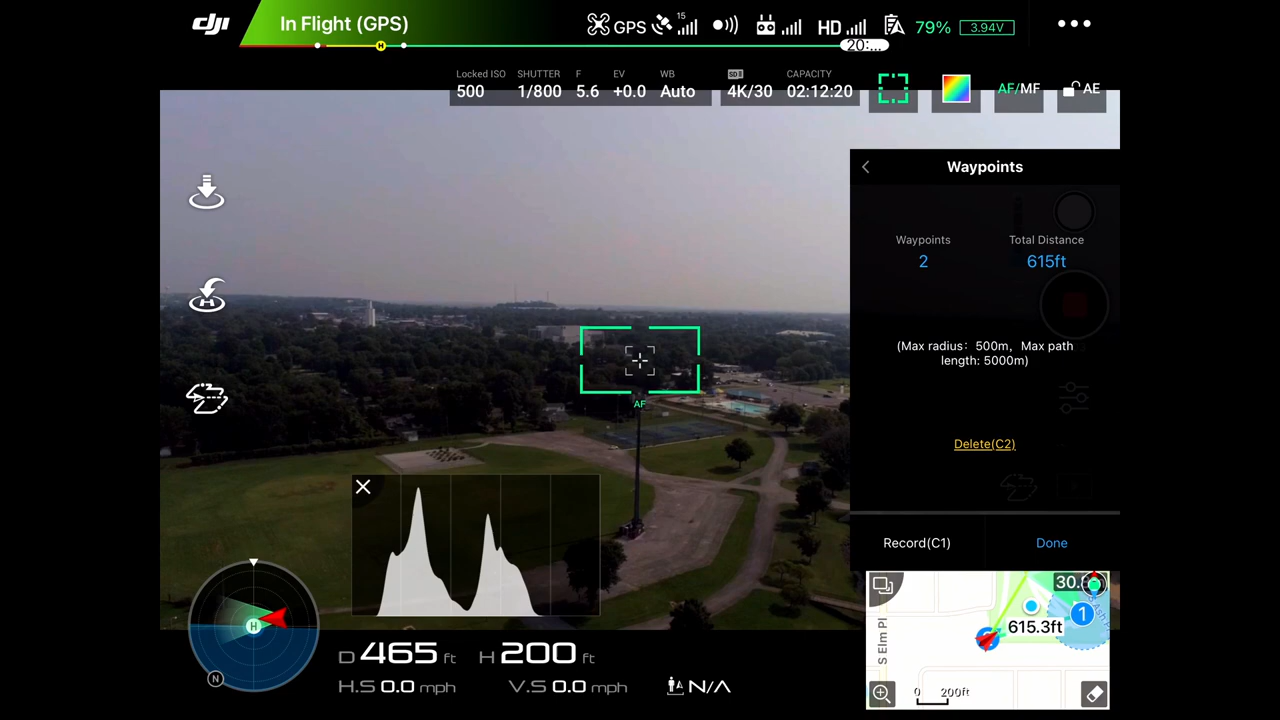 dji
In Flight (GPS)
GPS
15
HD
79%
3.94V
H
20:...
Locked ISO
500
SHUTTER
1/800
F
5.6
EV
+0.0
WB
Auto
SD
4K/30
CAPACITY
02:12:20
AF/MF
AE
Waypoints
Waypoints
2
Total Distance
615ft
(Max radius: 500m, Max path
length: 5000m)
Delete(C2)
Record(C1)
Done
H
AF
H
N
D 465 ft
H 200 ft
H.S 0.0 mph
V.S 0.0 mph
N/A
30.8
1
615.3ft
S Elm Pl
0 200ft